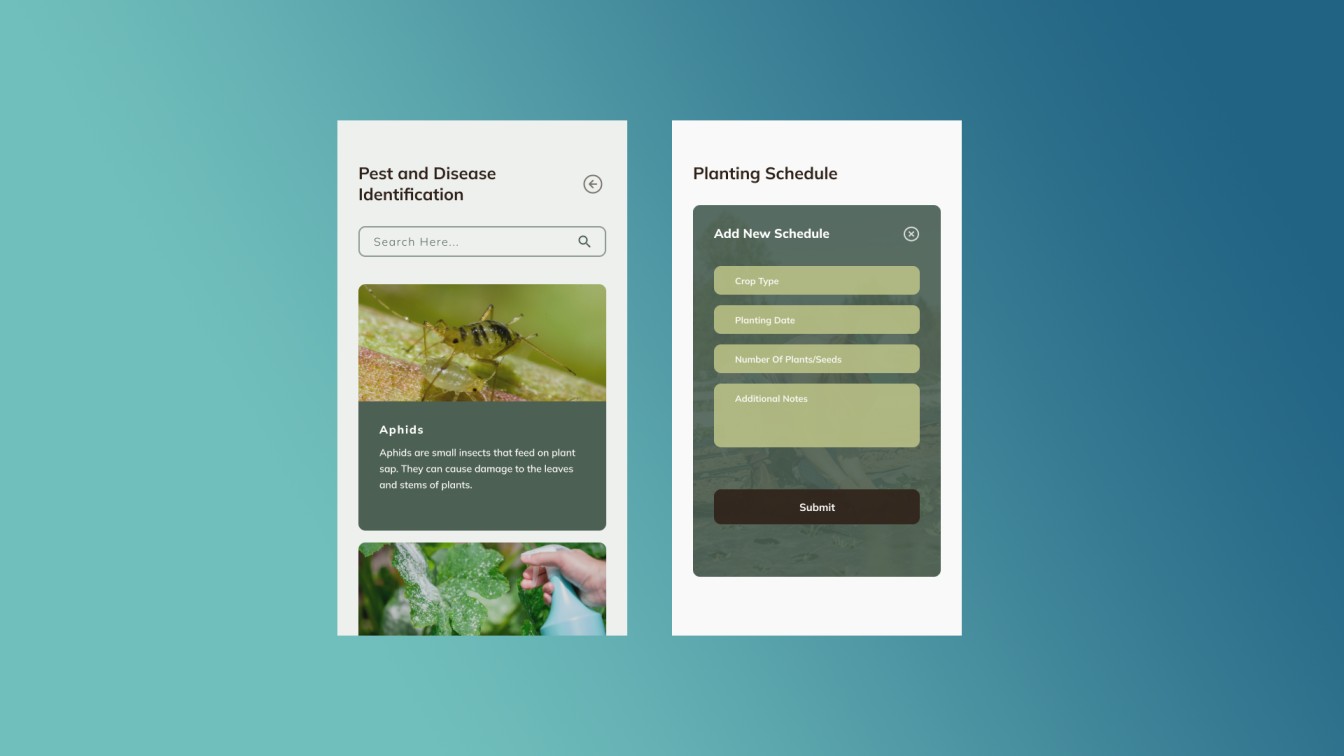 Pest and Disease
Identification
Search Here...
Aphids
Aphids are small insects that feed on plant
sap. They can cause damage to the leaves
and stems of plants.
Planting Schedule
Add New Schedule
Crop Type
Planting Date
Number Of Plants/Seeds
Additional Notes
Submit